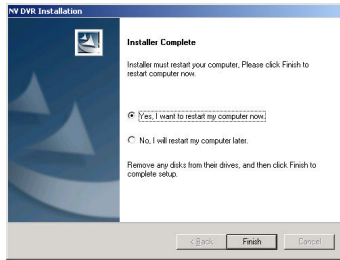 NV DVR Installation
Installer Complete
Installer must restart your computer, Please click Finish to
restart computer now.
Yes, I want to restart my computer now.
No, I will restart my computer later.
Remove any disks from their drives, and then click Finish to
complete setup.
< Back
Finish
Cancel